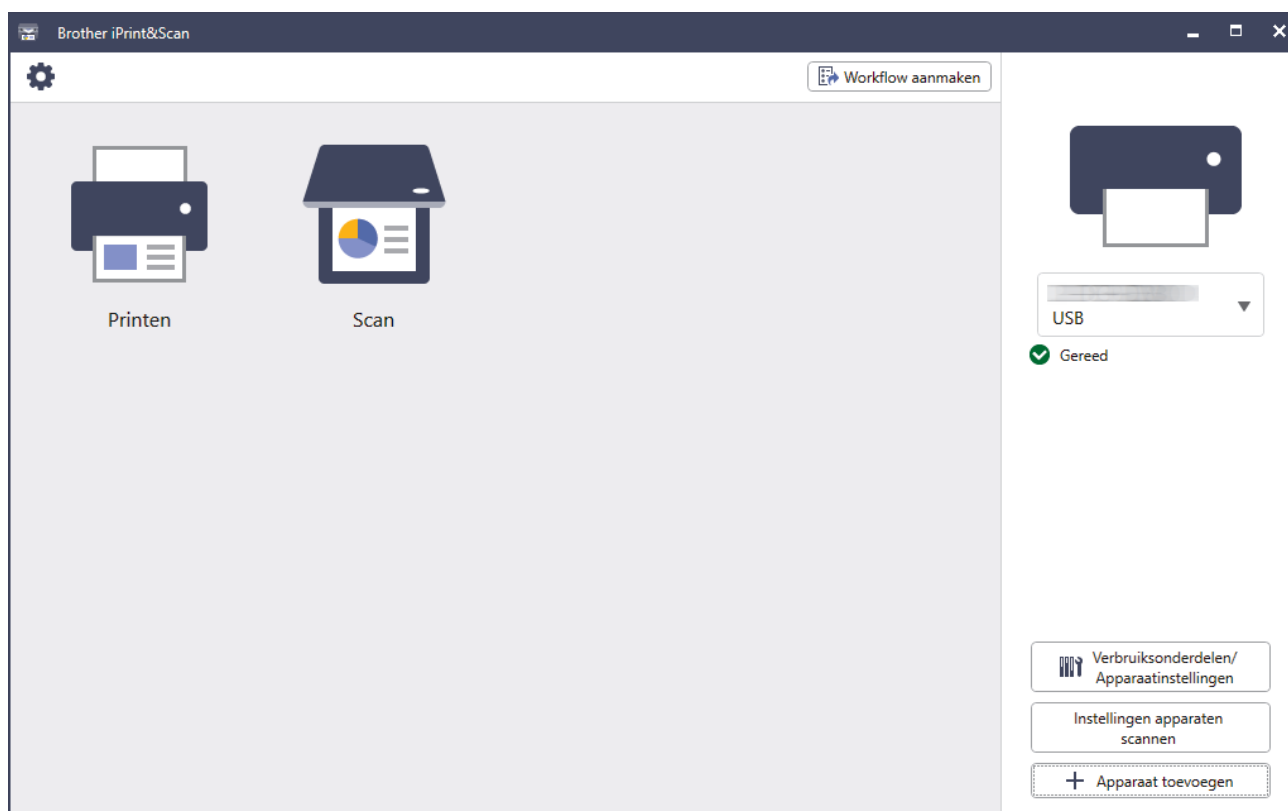 Brother iPrint&Scan
Workflow aanmaken
Printen
Scan
USB
Gereed
Verbruiksonderdelen/
Apparaatinstellingen
Instellingen apparaten
scannen
Apparaat toevoegen